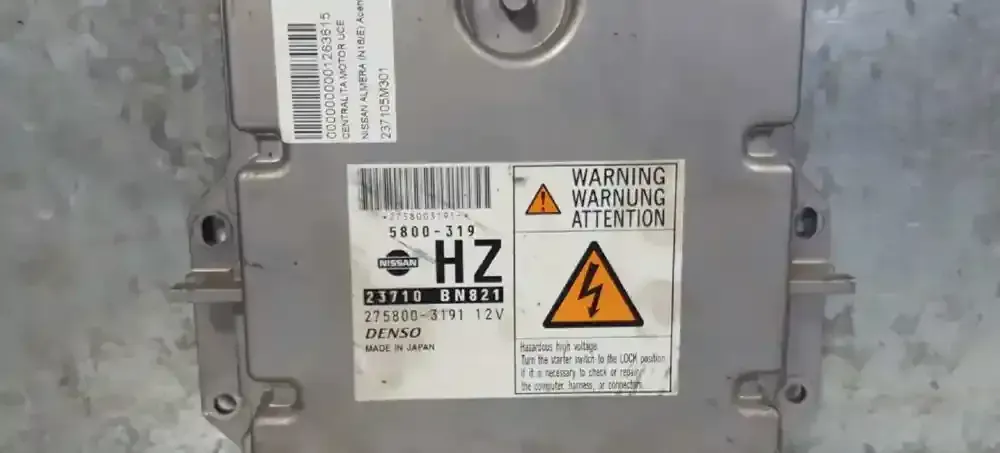 0000000001263615
CENTRALITA MOTOR UCE
NISSAN ALMERA (N16/E)
237105M301
*2758003191-*
5800-319
NISSAN
HZ
23710 BN821
275800-3191 12V
DENSO
MADE IN JAPAN
WARNING
WARNUNG
ATTENTION
Hazardous high voltage.
Turn the starter switch to the LOCK position
if it is necessary to check or repair
the computer, harness, or connectors.